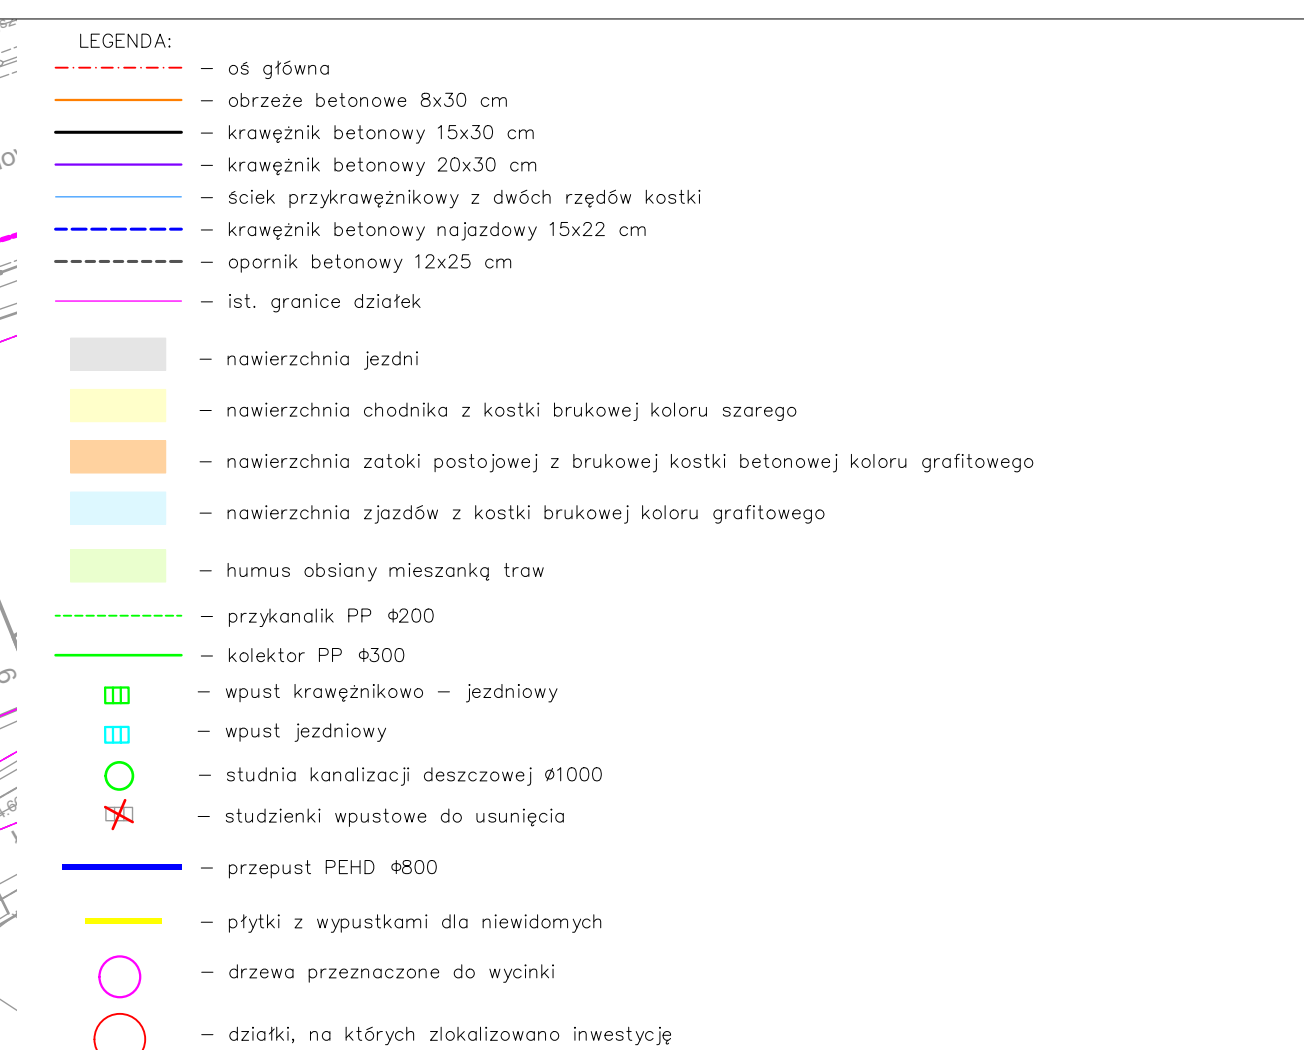 LEGENDA:
– oś główna
– obrzeże betonowe 8x30 cm
– krawężnik betonowy 15x30 cm
– krawężnik betonowy 20x30 cm
– ściek przykrawężnikowy z dwóch rzędów kostki
– krawężnik betonowy najazdowy 15x22 cm
– opornik betonowy 12x25 cm
– ist. granice działek
– nawierzchnia jezdni
– nawierzchnia chodnika z kostki brukowej koloru szarego
– nawierzchnia zatoki postojowej z brukowej kostki betonowej koloru grafitowego
– nawierzchnia zjazdów z kostki brukowej koloru grafitowego
– humus obsiany mieszanką traw
– przykanalik PP Φ200
– kolektor PP Φ300
– wpust krawężnikowo – jezdniowy
– wpust jezdniowy
– studnia kanalizacji deszczowej Ø1000
– studzienki wpustowe do usunięcia
– przepust PEHD Φ800
– płytki z wypustkami dla niewidomych
– drzewa przeznaczone do wycinki
– działki, na których zlokalizowano inwestycję